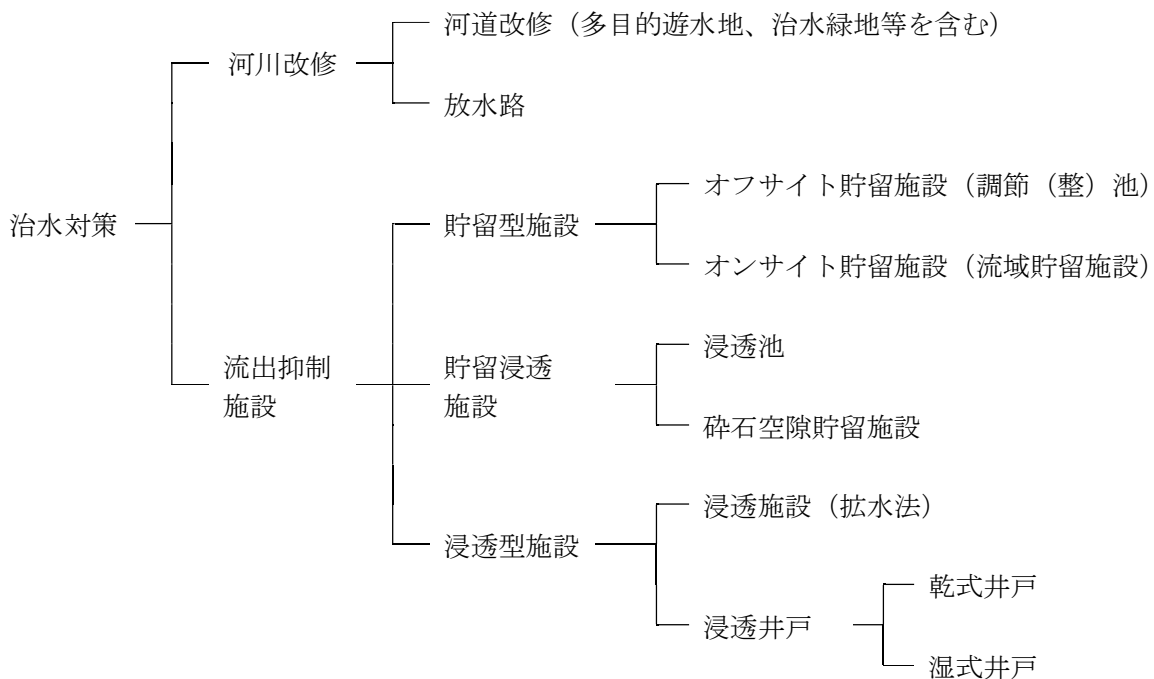 治水対策
河川改修
河道改修（多目的遊水地、治水緑地等を含む）
放水路
流出抑制
施設
貯留型施設
オフサイト貯留施設（調節（整）池）
オンサイト貯留施設（流域貯留施設）
貯留浸透
施設
浸透池
砕石空隙貯留施設
浸透型施設
浸透施設（拡水法）
浸透井戸
乾式井戸
湿式井戸